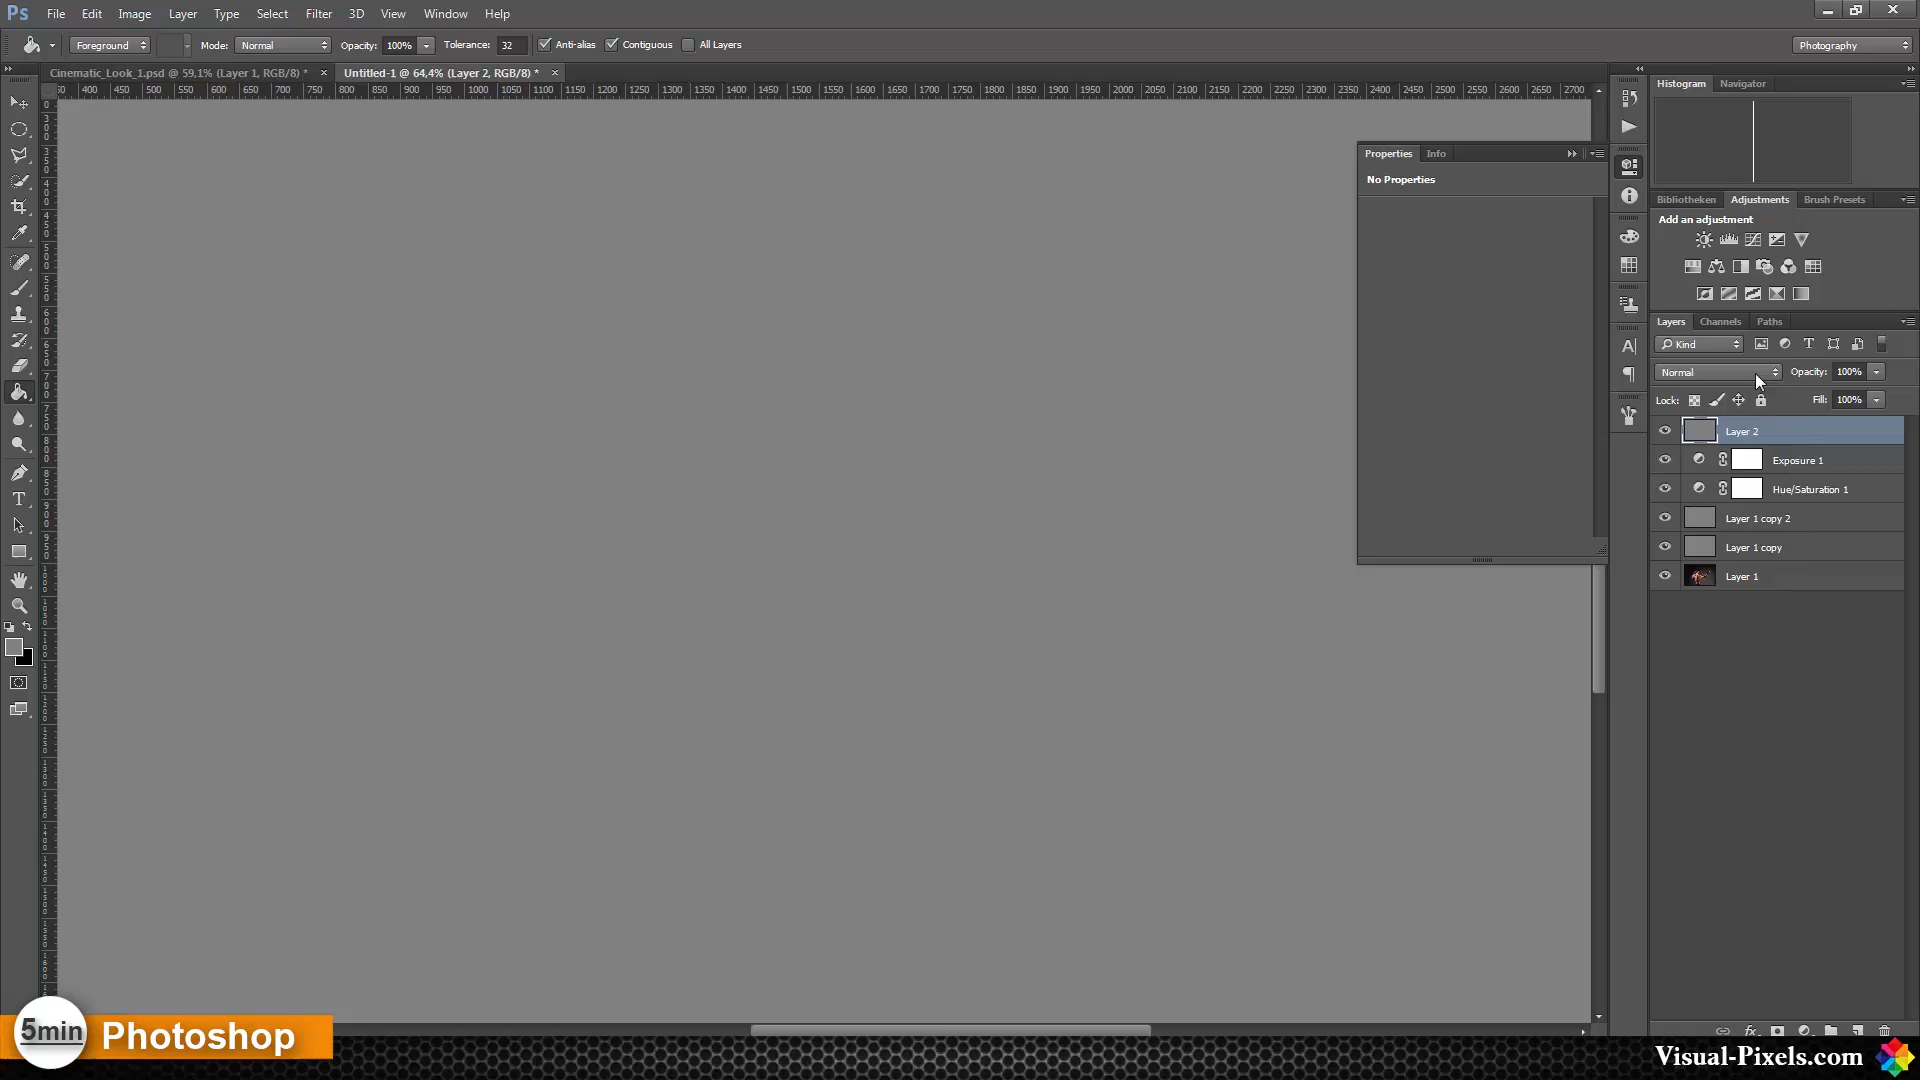 Ps File Edit Image Layer Type Select Filter 3D View Window Help
Foreground Mode: Normal Opacity: 100% Tolerance: 32 Anti-alias Contiguous All Layers Photography
Cinematic_Look_1.psd @ 59,1% (Layer 1, RGB/8) * Untitled-1 @ 64,4% (Layer 2, RGB/8) *
400 450 500 550 600 650 700 750 800 850 900 950 1000 1050 1100 1150 1200 1250 1300 1350 1400 1450 1500 1550 1600 1650 1700 1750 1800 1850 1900 1950 2000 2050 2100 2150 2200 2250 2300 2350 2400 2450 2500 2550 2600 2650 2700
Histogram Navigator
Properties Info
No Properties
Bibliotheken Adjustments Brush Presets
Add an adjustment
Layers Channels Paths
Kind
Normal Opacity: 100%
Lock: Fill: 100%
Layer 2
Exposure 1
Hue/Saturation 1
Layer 1 copy 2
Layer 1 copy
Layer 1
5min Photoshop
Visual-Pixels.com